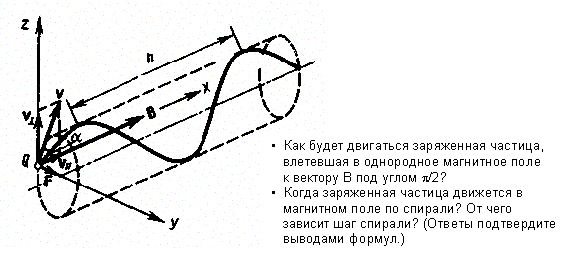 z
h
v
B
x
v⊥
α
Q
v||
F
y
• Как будет двигаться заряженная частица,
влетевшая в однородное магнитное поле
к вектору В под углом π/2?
• Когда заряженная частица движется в
магнитном поле по спирали? От чего
зависит шаг спирали? (Ответы подтвердите
выводами формул.)